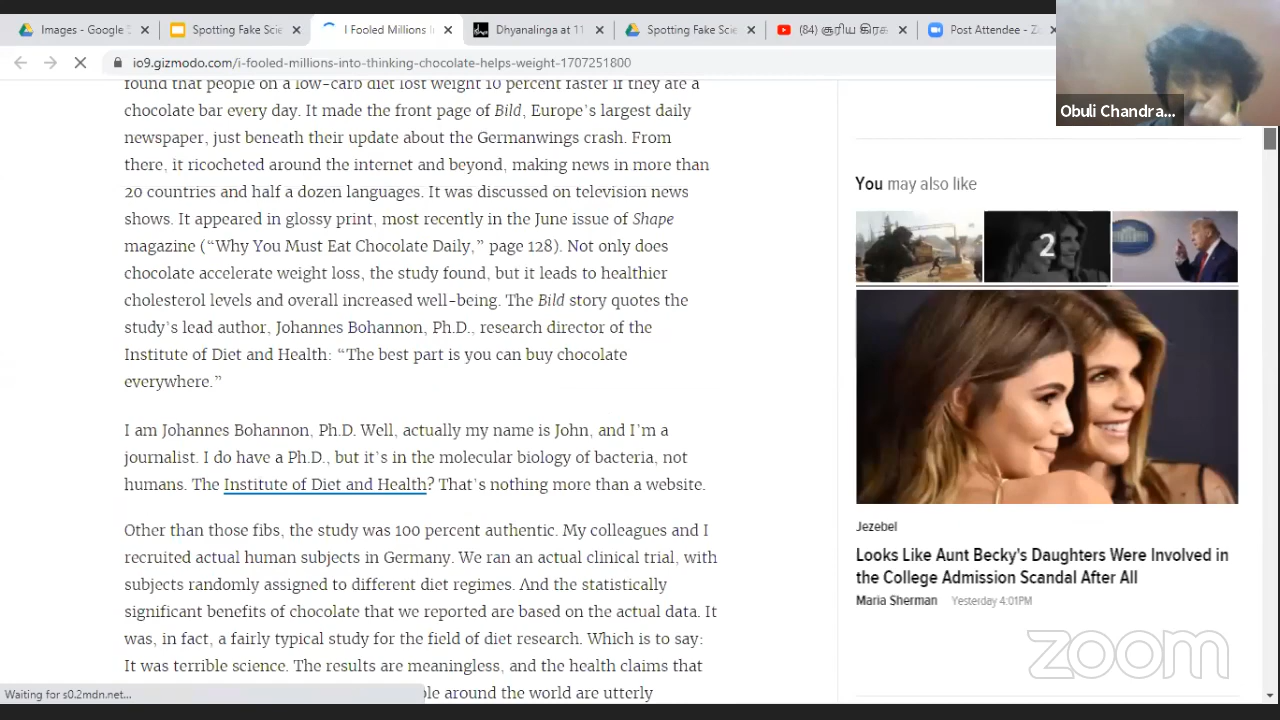 Images - Google
Spotting Fake Scie
I Fooled Millions I
Dhyanalinga at 11
Spotting Fake Scie
(84) சூரிய கிரக
Post Attendee - Zo
io9.gizmodo.com/i-fooled-millions-into-thinking-chocolate-helps-weight-1707251800
Obuli Chandra...
found that people on a low-carb diet lost weight 10 percent faster if they ate a
chocolate bar every day. It made the front page of Bild, Europe's largest daily
newspaper, just beneath their update about the Germanwings crash. From
there, it ricocheted around the internet and beyond, making news in more than
20 countries and half a dozen languages. It was discussed on television news
shows. It appeared in glossy print, most recently in the June issue of Shape
magazine (“Why You Must Eat Chocolate Daily,” page 128). Not only does
chocolate accelerate weight loss, the study found, but it leads to healthier
cholesterol levels and overall increased well-being. The Bild story quotes the
study's lead author, Johannes Bohannon, Ph.D., research director of the
Institute of Diet and Health: “The best part is you can buy chocolate
everywhere.”
I am Johannes Bohannon, Ph.D. Well, actually my name is John, and I'm a
journalist. I do have a Ph.D., but it's in the molecular biology of bacteria, not
humans. The Institute of Diet and Health? That's nothing more than a website.
Other than those fibs, the study was 100 percent authentic. My colleagues and I
recruited actual human subjects in Germany. We ran an actual clinical trial, with
subjects randomly assigned to different diet regimes. And the statistically
significant benefits of chocolate that we reported are based on the actual data. It
was, in fact, a fairly typical study for the field of diet research. Which is to say:
It was terrible science. The results are meaningless, and the health claims that
ple around the world are utterly
Waiting for s0.2mdn.net...
You may also like
2
Jezebel
Looks Like Aunt Becky's Daughters Were Involved in
the College Admission Scandal After All
Maria Sherman Yesterday 4:01PM
zoom